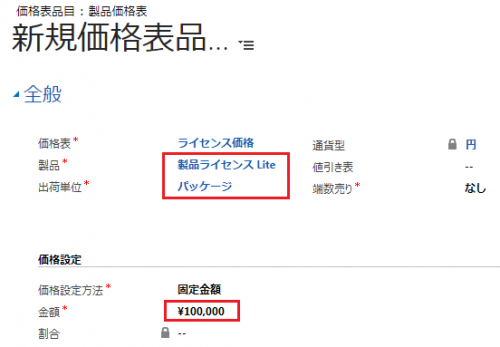 価格表品目：製品価格表
新規価格表品...
全般
価格表* ライセンス価格 通貨型 円
製品* 製品ライセンス Lite 値引き表 --
出荷単位* パッケージ 端数売り* なし
価格設定
価格設定方法* 固定金額
金額* ¥100,000
割合 --